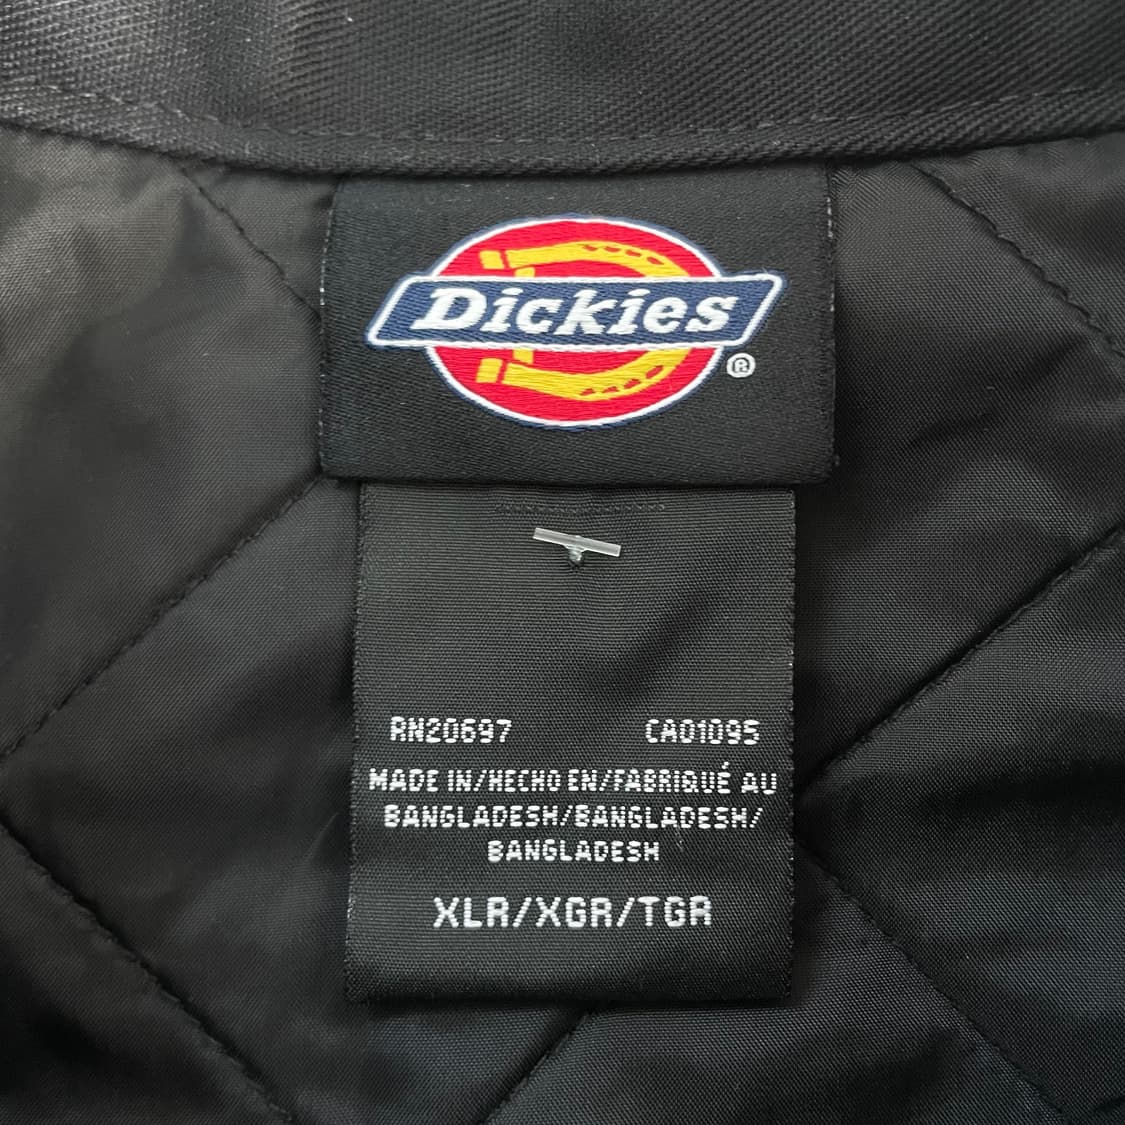 Dickies
®
RN20697 CA01095
MADE IN/HECHO EN/FABRIQUÉ AU
BANGLADESH/BANGLADESH/
BANGLADESH
XLR/XGR/TGR